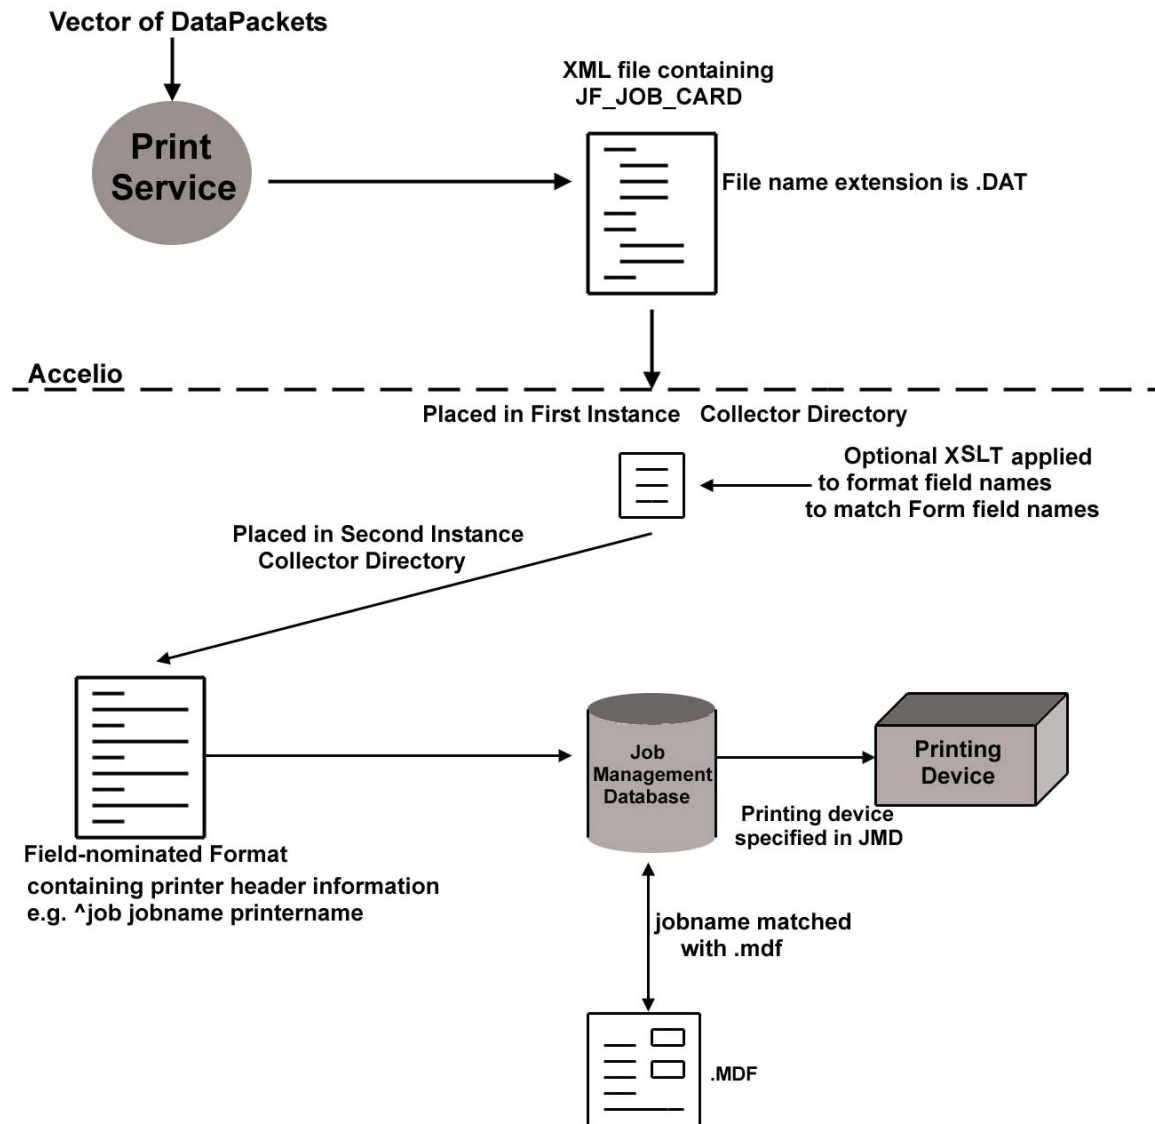 Vector of DataPackets
XML file containing
JF_JOB_CARD
Print
Service
File name extension is .DAT
Accelio
Placed in First Instance Collector Directory
Optional XSLT applied
to format field names
to match Form field names
Placed in Second Instance
Collector Directory
Job
Management
Database
Printing
Device
Printing device
specified in JMD
Field-nominated Format
containing printer header information
e.g. ^job jobname printername
jobname matched
with .mdf
.MDF